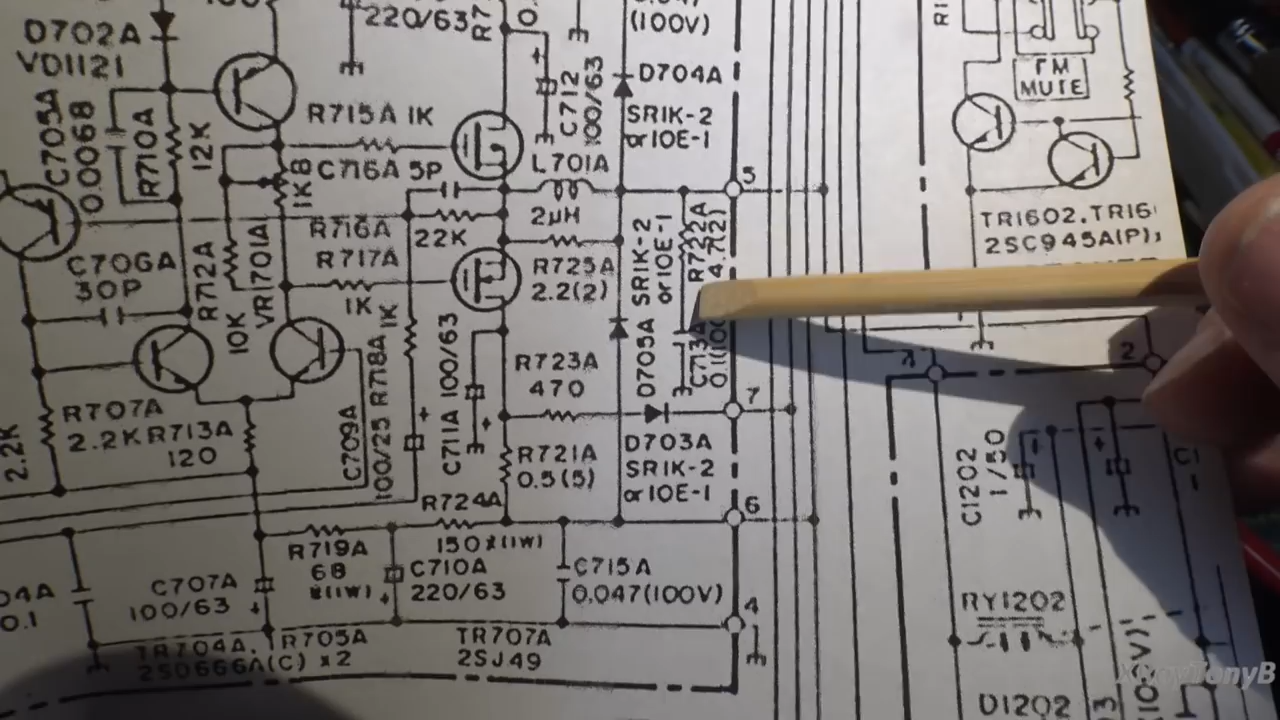 D702A
VD1121
220/63
(100V)
C712
100/63
D704A
SR1K-2
or 10E-1
C705A
0.0068
R710A
12K
R715A 1K
C716A 5P
1KB
L701A
2µH
5
R716A
22K
R717A
1K
R725A
2.2(2)
SR1K-2
or 10E-1
R722A
4.7(2)
C706A
30P
R712A
10K
VR701A
R718A 1K
C711A 100/63
D705A
C713A
R723A
470
7
R707A
2.2K
R713A
120
2.2K
C709A
100/25
R721A
0.5(5)
D703A
SR1K-2
or 10E-1
R724A
150
(1W)
6
R719A
68
(1W)
C710A
220/63
C715A
0.047(100V)
C707A
100/63
04A
0.1
4
TR704A, TR705A
2SD666A(C) x2
TR707A
2SJ49
FM
MUTE
TR1602, TR16
2SC945A(P),
2
C1202
1/50
RY1202
D1202
XrayTonyB